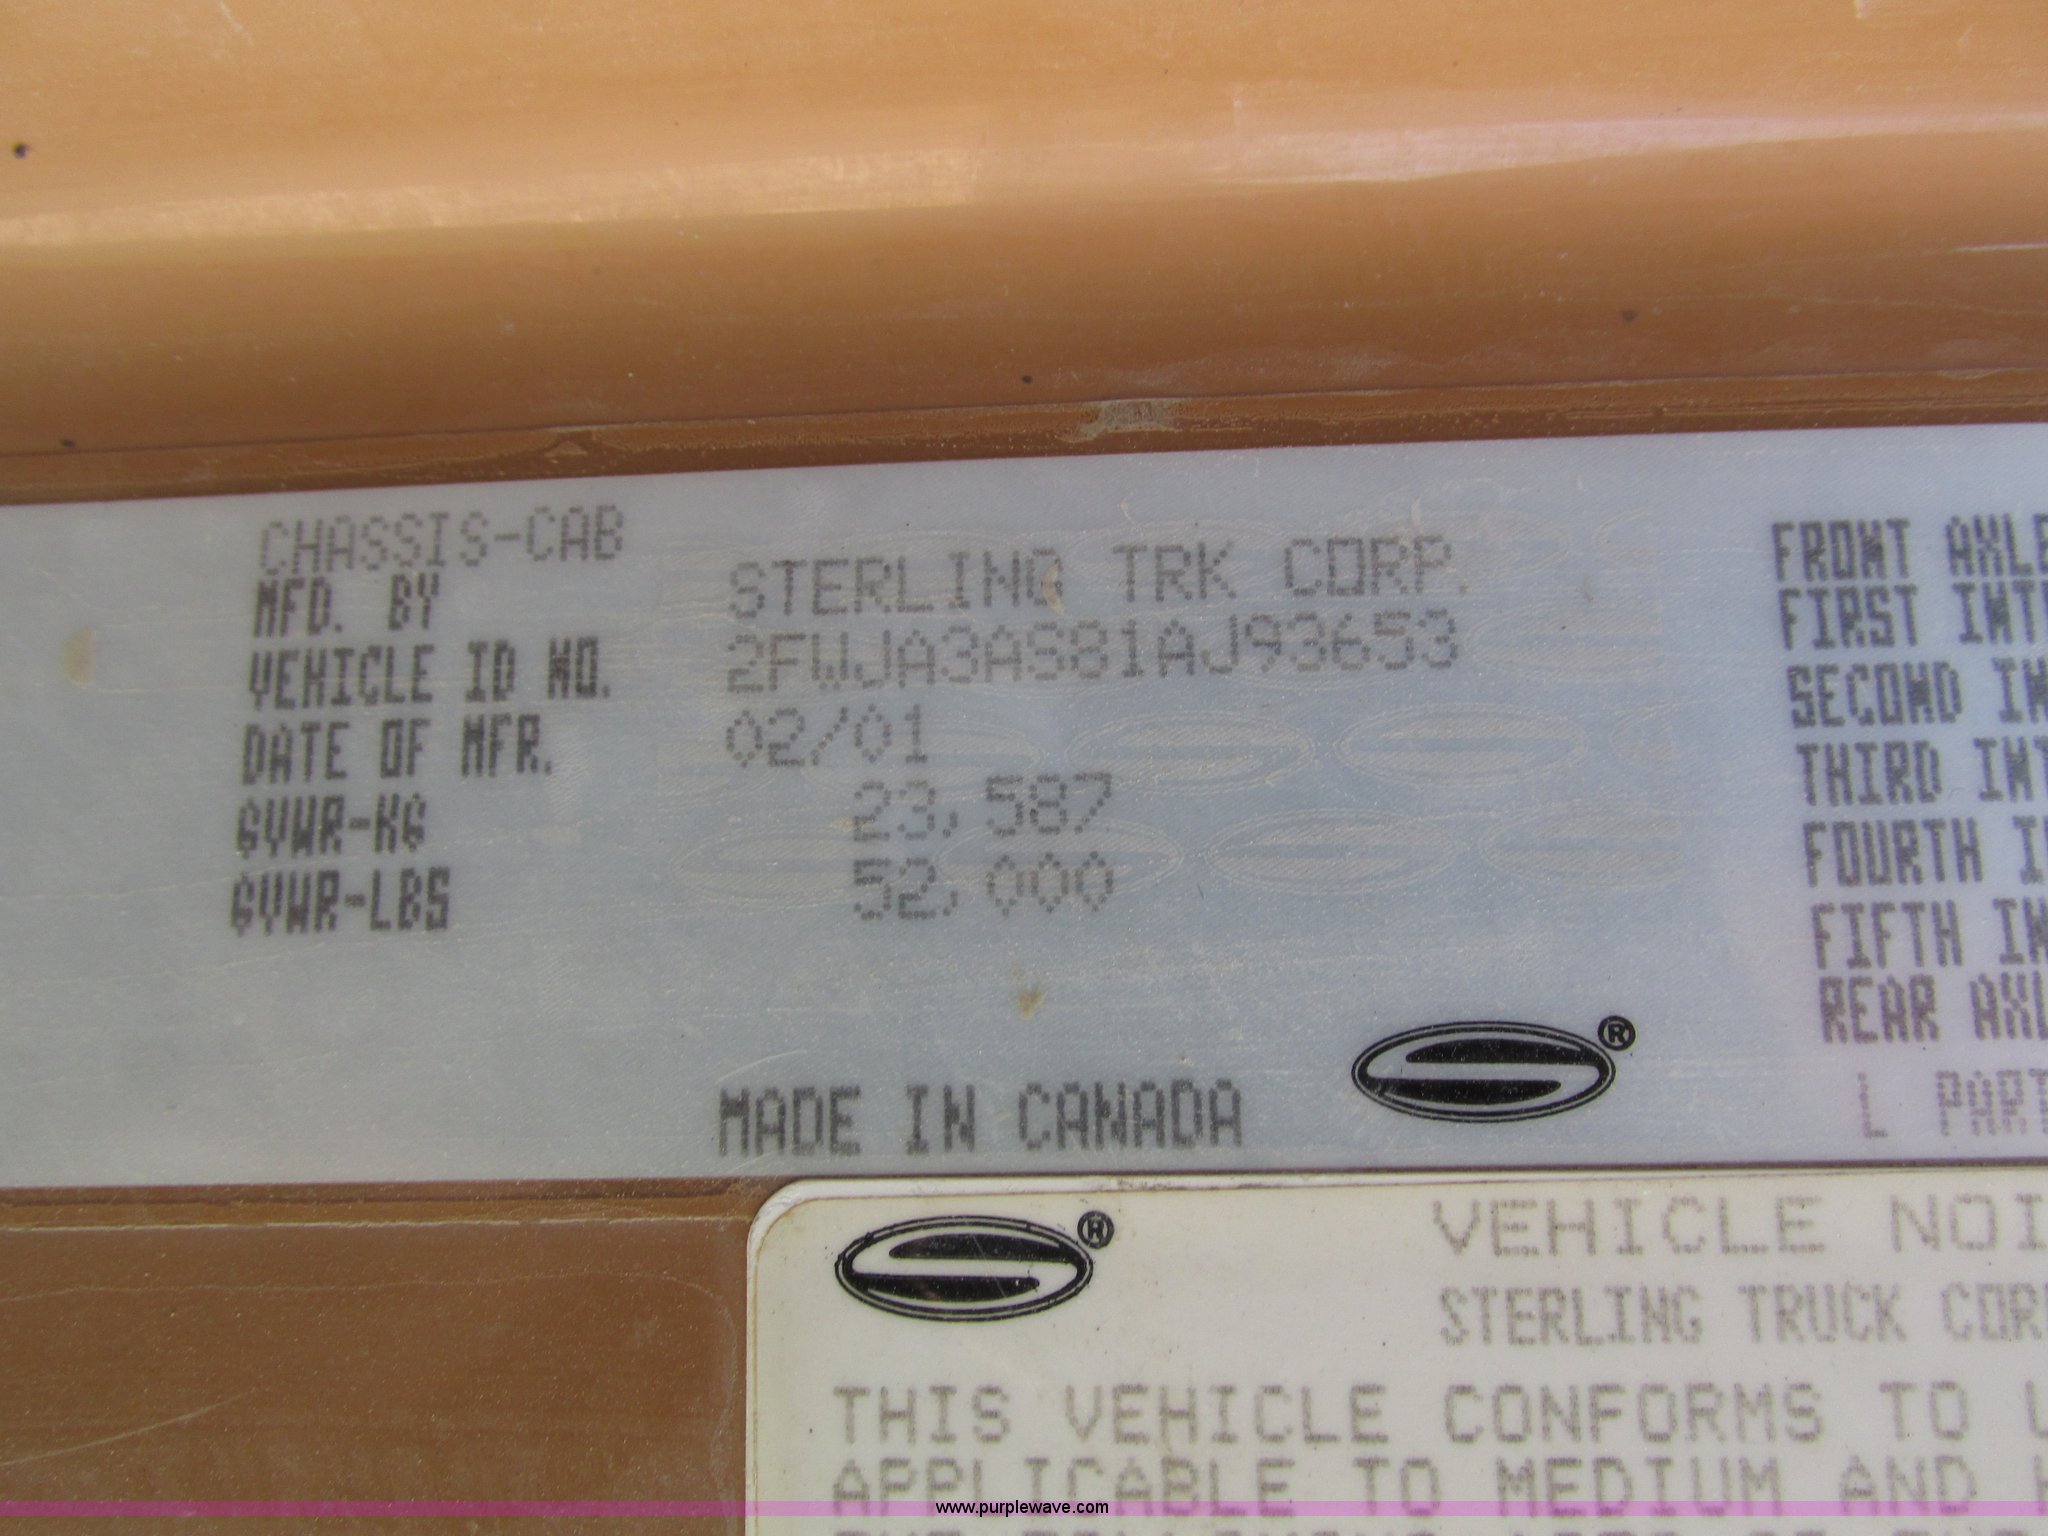 CHASSIS-CAB
MFD. BY STERLING TRK CORP.
VEHICLE ID NO. 2FWJA3AS81AJ93653
DATE OF MFR. 02/01
GVWR-KG 23,587
GVWR-LBS 52,000
MADE IN CANADA
®
FRONT AXLE
FIRST INT
SECOND IN
THIRD INT
FOURTH I
FIFTH IN
REAR AXL
L PART
®
VEHICLE NOI
STERLING TRUCK COR
THIS VEHICLE CONFORMS TO U
APPLICABLE TO MEDIUM AND H
www.purplewave.com